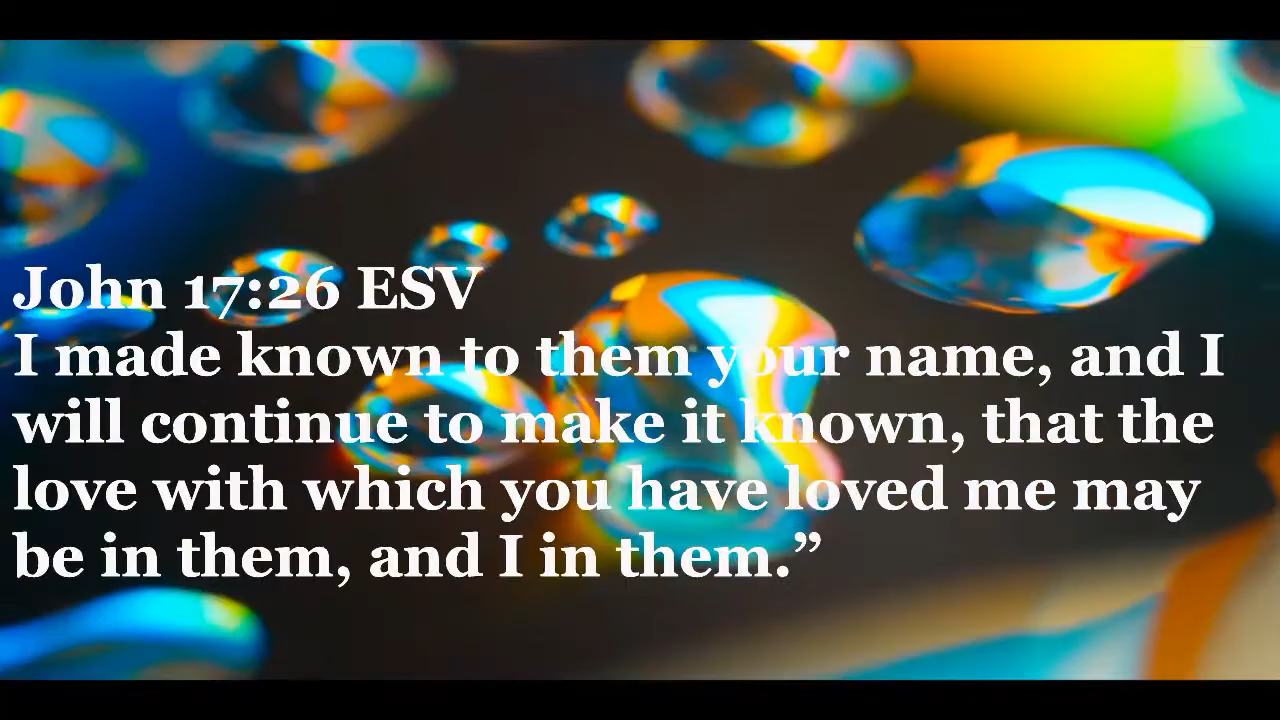 John 17:26 ESV
I made known to them your name, and I
will continue to make it known, that the
love with which you have loved me may
be in them, and I in them.”